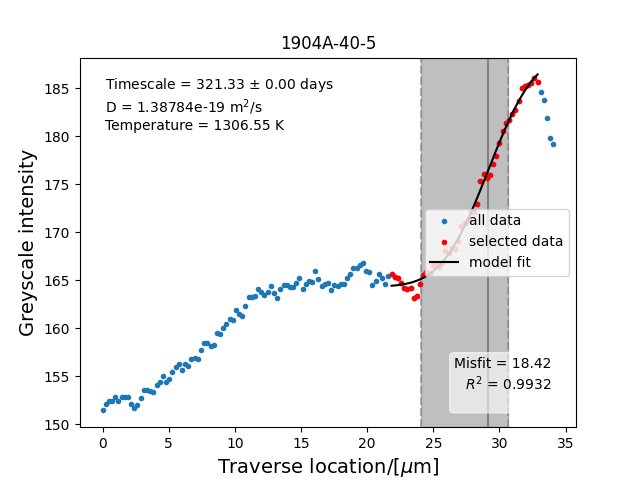 1904A-40-5
Timescale = 321.33 ± 0.00 days
D = 1.38784e-19 m²/s
Temperature = 1306.55 K
Greyscale intensity
185
180
175
170
165
160
155
150
all data
selected data
model fit
Misfit = 18.42
R² = 0.9932
0 5 10 15 20 25 30 35
Traverse location/[μm]